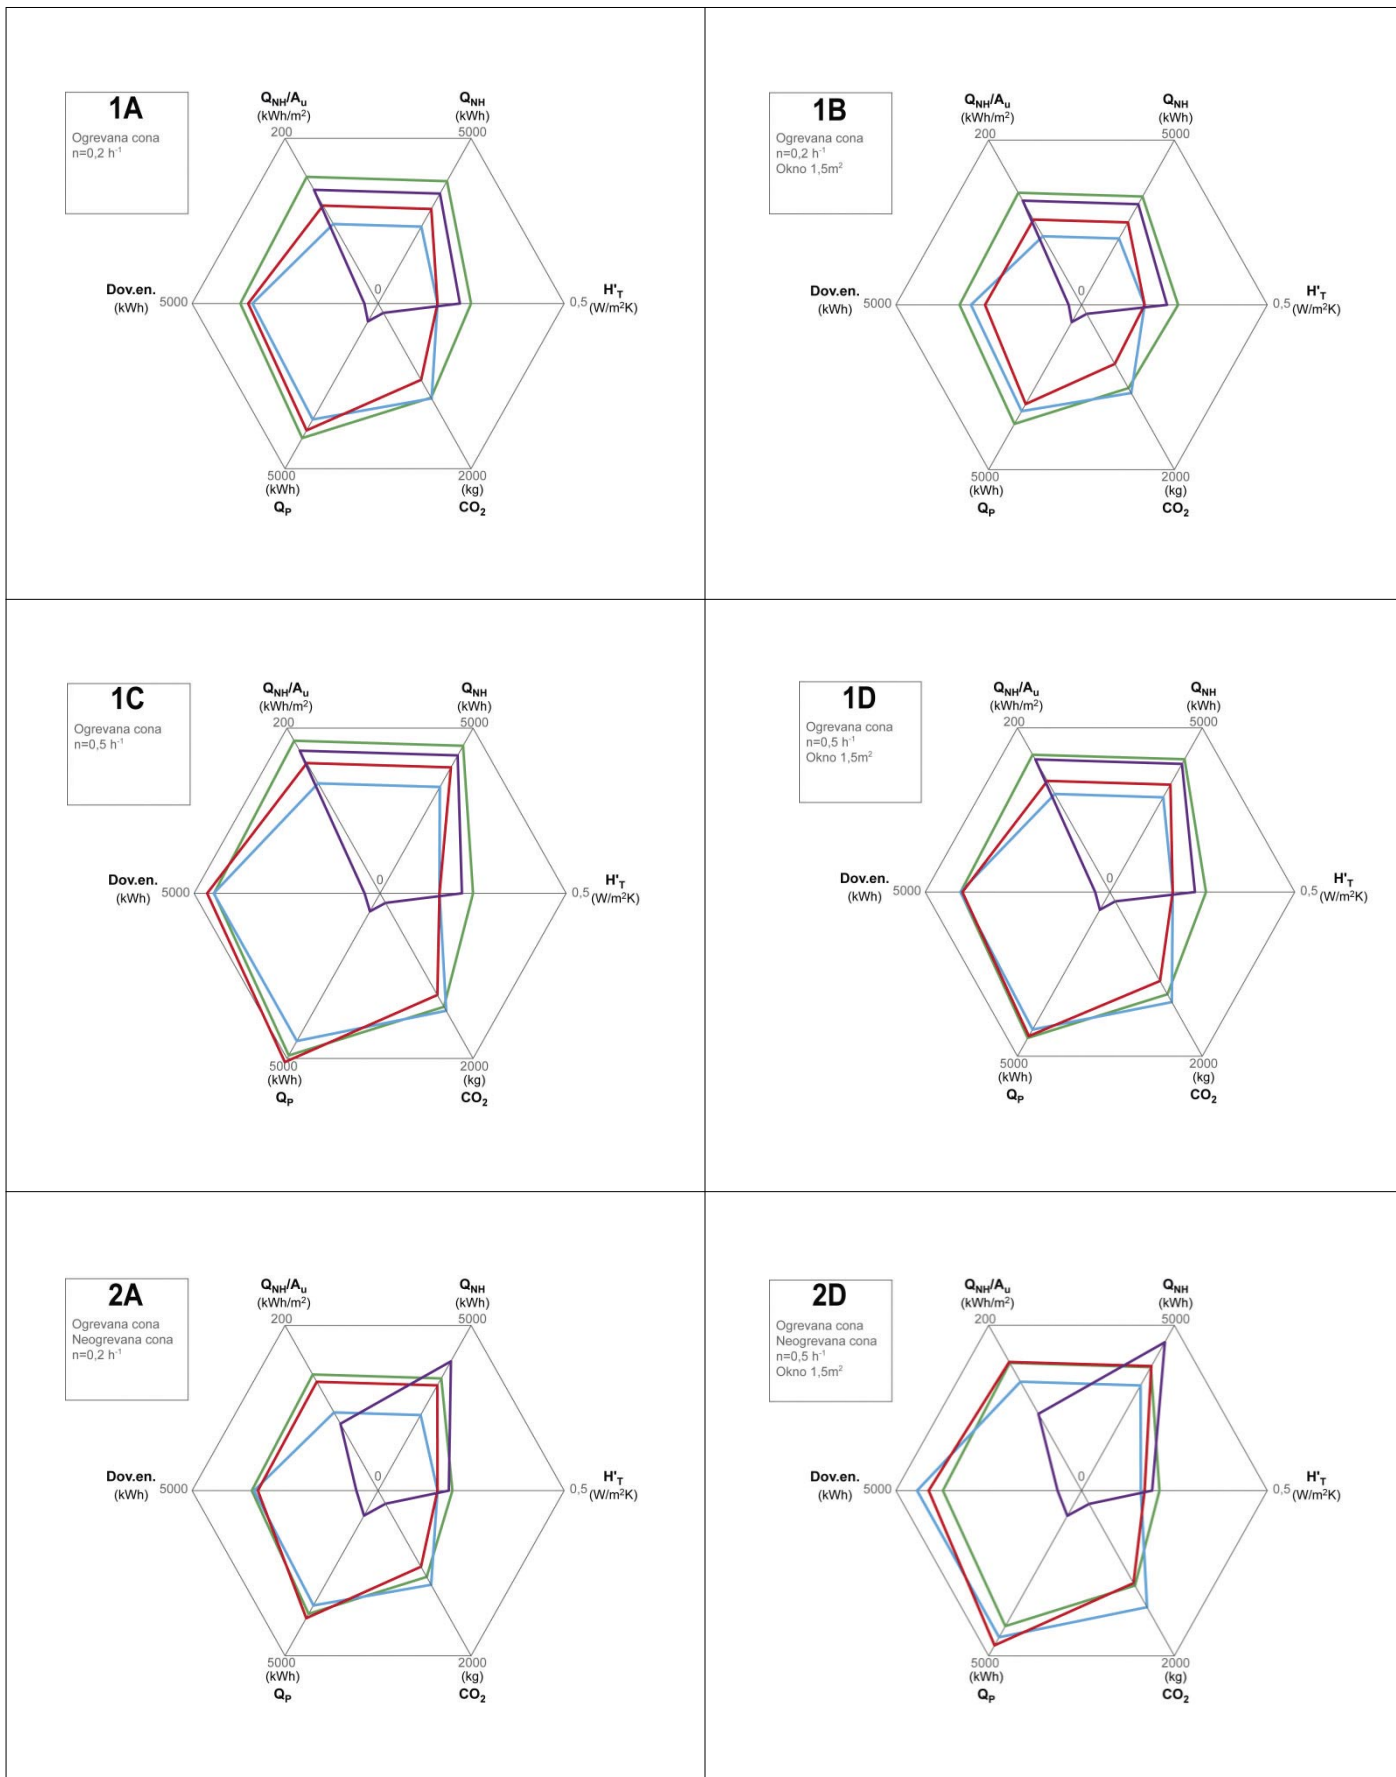 1A
Ogrevana cona
n=0,2 h⁻¹
Q_NH/A_u
(kWh/m²)
200
Q_NH
(kWh)
5000
Dov.en.
(kWh)
5000
0
0,5
H'_T
(W/m²K)
5000
(kWh)
Q_P
2000
(kg)
CO₂
1B
Ogrevana cona
n=0,2 h⁻¹
Okno 1,5m²
Q_NH/A_u
(kWh/m²)
200
Q_NH
(kWh)
5000
Dov.en.
(kWh)
5000
0
0,5
H'_T
(W/m²K)
5000
(kWh)
Q_P
2000
(kg)
CO₂
1C
Ogrevana cona
n=0,5 h⁻¹
Q_NH/A_u
(kWh/m²)
200
Q_NH
(kWh)
5000
Dov.en.
(kWh)
5000
0
0,5
H'_T
(W/m²K)
5000
(kWh)
Q_P
2000
(kg)
CO₂
1D
Ogrevana cona
n=0,5 h⁻¹
Okno 1,5m²
Q_NH/A_u
(kWh/m²)
200
Q_NH
(kWh)
5000
Dov.en.
(kWh)
5000
0
0,5
H'_T
(W/m²K)
5000
(kWh)
Q_P
2000
(kg)
CO₂
2A
Ogrevana cona
Neogrevana cona
n=0,2 h⁻¹
Q_NH/A_u
(kWh/m²)
200
Q_NH
(kWh)
5000
Dov.en.
(kWh)
5000
0
0,5
H'_T
(W/m²K)
5000
(kWh)
Q_P
2000
(kg)
CO₂
2D
Ogrevana cona
Neogrevana cona
n=0,5 h⁻¹
Okno 1,5m²
Q_NH/A_u
(kWh/m²)
200
Q_NH
(kWh)
5000
Dov.en.
(kWh)
5000
0
0,5
H'_T
(W/m²K)
5000
(kWh)
Q_P
2000
(kg)
CO₂